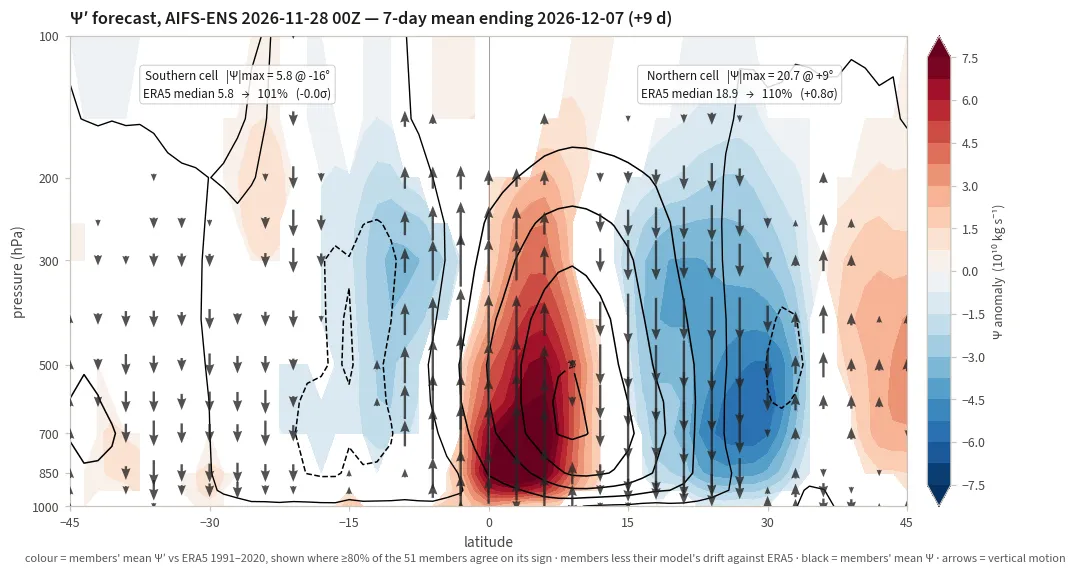 Ψ′ forecast, AIFS-ENS 2026-11-28 00Z — 7-day mean ending 2026-12-07 (+9 d)
100
200
300
500
700
850
1000
pressure (hPa)
Southern cell |Ψ|max = 5.8 @ -16°
ERA5 median 5.8 → 101% (-0.0σ)
Northern cell |Ψ|max = 20.7 @ +9°
ERA5 median 18.9 → 110% (+0.8σ)
−45
−30
−15
0
15
30
45
latitude
7.5
6.0
4.5
3.0
1.5
0.0
−1.5
−3.0
−4.5
−6.0
−7.5
Ψ anomaly (10¹⁰ kg s⁻¹)
colour = members' mean Ψ′ vs ERA5 1991–2020, shown where ≥80% of the 51 members agree on its sign · members less their model's drift against ERA5 · black = members' mean Ψ · arrows = vertical motion